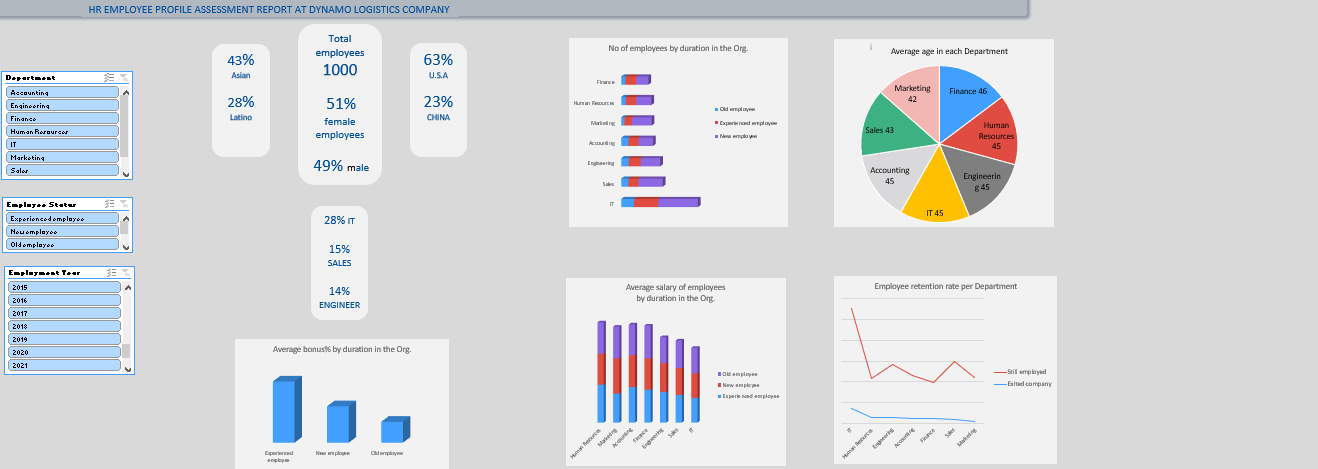 HR EMPLOYEE PROFILE ASSESSMENT REPORT AT DYNAMO LOGISTICS COMPANY
Department
Accounting
Engineering
Finance
Human Resources
IT
Marketing
Sales
Employee Status
Experienced employee
New employee
Old employee
Employment Year
2015
2016
2017
2018
2019
2020
2021
43%
Asian
28%
Latino
Total
employees
1000
51%
female
employees
49% male
63%
U.S.A
23%
CHINA
28% IT
15%
SALES
14%
ENGINEER
Average bonus% by duration in the Org.
Experienced
employee
New employee
Old employee
No of employees by duration in the Org.
Finance
Human Resources
Marketing
Accounting
Engineering
Sales
IT
Old employee
Experienced employee
New employee
Average age in each Department
Marketing
42
Finance 46
Sales 43
Human
Resources
45
Accounting
45
Engineerin
g 45
IT 45
Average salary of employees
by duration in the Org.
Old employee
New employee
Experienced employee
Human Resources
Marketing
Accounting
Finance
Engineering
Sales
IT
Employee retention rate per Department
Still employed
Exited company
IT
Human Resources
Engineering
Accounting
Finance
Sales
Marketing